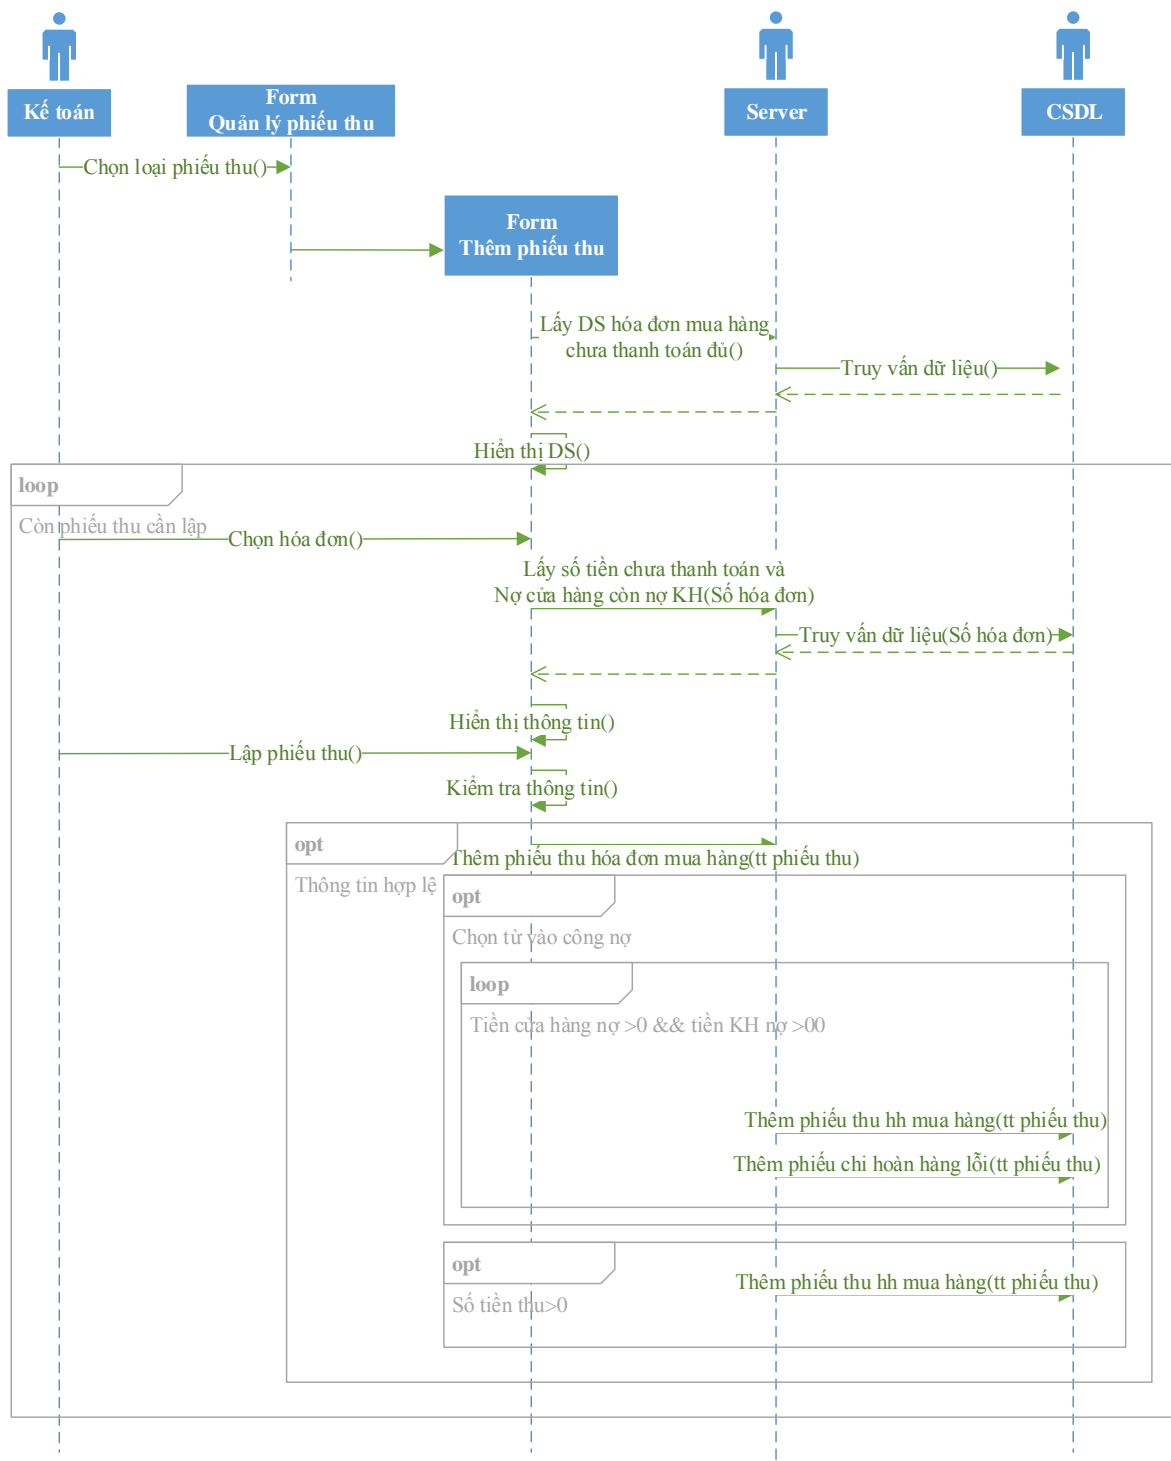 Kế toán
Form
Quản lý phiếu thu
Server
CSDL
Chọn loại phiếu thu()
Form
Thêm phiếu thu
Lấy DS hóa đơn mua hàng
chưa thanh toán đủ()
Truy vấn dữ liệu()
Hiển thị DS()
loop
Còn phiếu thu cần lập
Chọn hóa đơn()
Lấy số tiền chưa thanh toán và
Nợ cửa hàng còn nợ KH(Số hóa đơn)
Truy vấn dữ liệu(Số hóa đơn)
Hiển thị thông tin()
Lập phiếu thu()
Kiểm tra thông tin()
opt
Thêm phiếu thu hóa đơn mua hàng(tt phiếu thu)
Thông tin hợp lệ
opt
Chọn từ vào công nợ
loop
Tiền cửa hàng nợ >0 && tiền KH nợ >00
Thêm phiếu thu hh mua hàng(tt phiếu thu)
Thêm phiếu chi hoàn hàng lỗi(tt phiếu thu)
opt
Thêm phiếu thu hh mua hàng(tt phiếu thu)
Số tiền thu>0